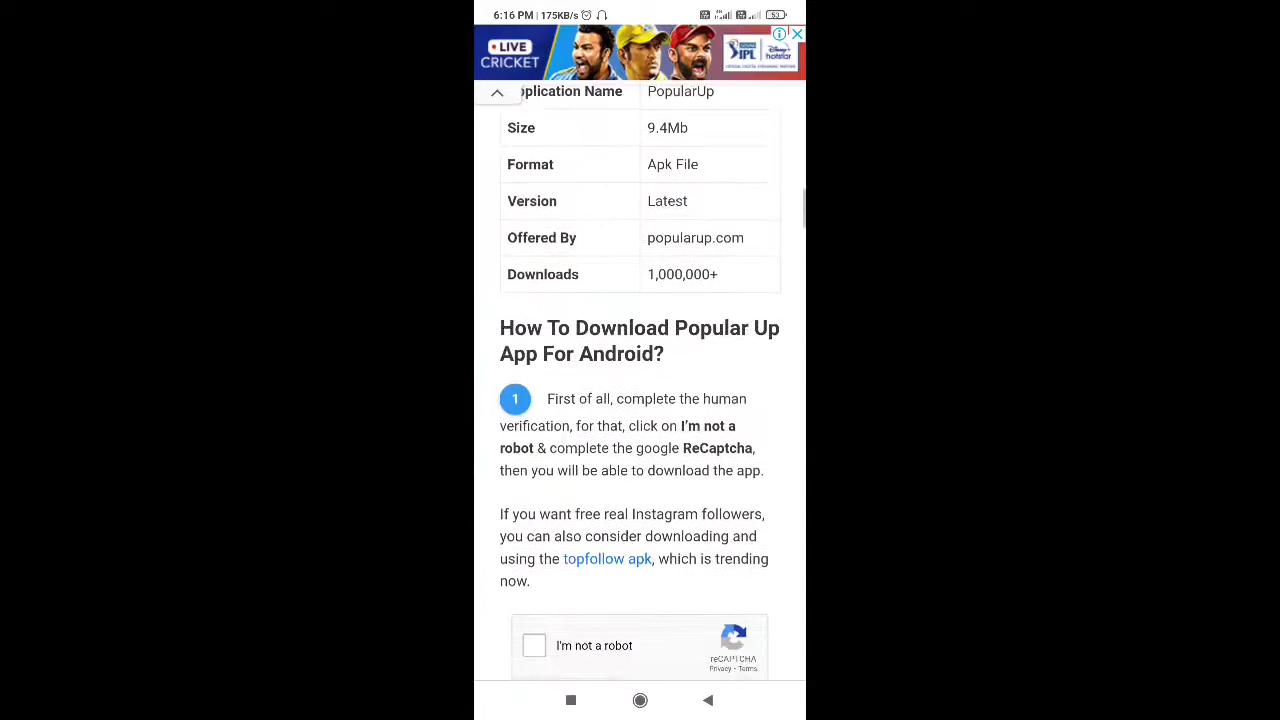 6:16 PM | 175KB/s
53
LIVE
CRICKET
IPL
Disney+
hotstar
pplication Name PopularUp
Size 9.4Mb
Format Apk File
Version Latest
Offered By popularup.com
Downloads 1,000,000+
How To Download Popular Up
App For Android?
1 First of all, complete the human
verification, for that, click on I'm not a
robot & complete the google ReCaptcha,
then you will be able to download the app.
If you want free real Instagram followers,
you can also consider downloading and
using the topfollow apk, which is trending
now.
I'm not a robot
reCAPTCHA
Privacy - Terms